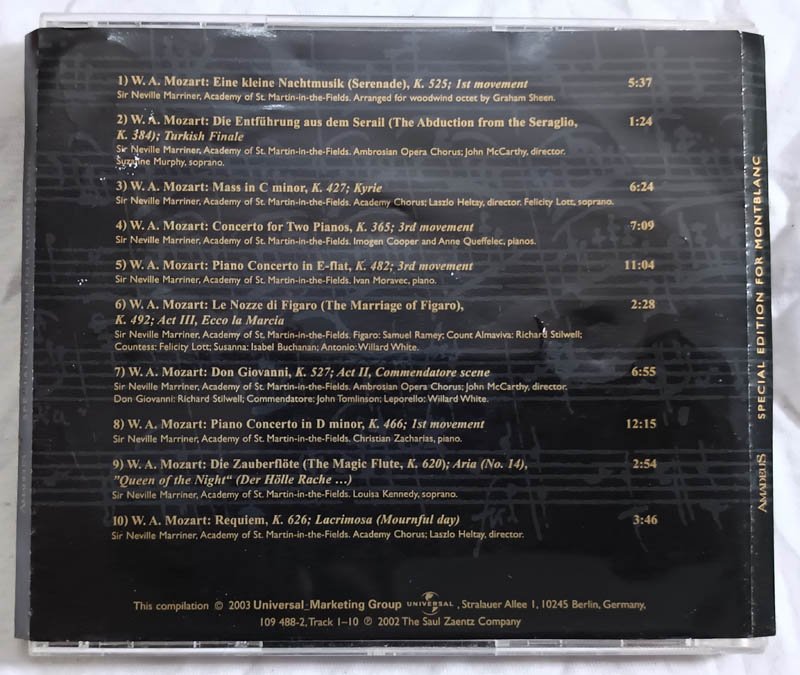 1) W. A. Mozart: Eine kleine Nachtmusik (Serenade), K. 525; 1st movement 5:37
Sir Neville Marriner, Academy of St. Martin-in-the-Fields. Arranged for woodwind octet by Graham Sheen.
2) W. A. Mozart: Die Entführung aus dem Serail (The Abduction from the Seraglio, 1:24
K. 384); Turkish Finale
Sir Neville Marriner, Academy of St. Martin-in-the-Fields. Ambrosian Opera Chorus; John McCarthy, director.
Suzanne Murphy, soprano.
3) W. A. Mozart: Mass in C minor, K. 427; Kyrie 6:24
Sir Neville Marriner, Academy of St. Martin-in-the-Fields. Academy Chorus; Laszlo Heltay, director. Felicity Lott, soprano.
4) W. A. Mozart: Concerto for Two Pianos, K. 365; 3rd movement 7:09
Sir Neville Marriner, Academy of St. Martin-in-the-Fields. Imogen Cooper and Anne Queffelec, pianos.
5) W. A. Mozart: Piano Concerto in E-flat, K. 482; 3rd movement 11:04
Sir Neville Marriner, Academy of St. Martin-in-the-Fields. Ivan Moravec, piano.
6) W. A. Mozart: Le Nozze di Figaro (The Marriage of Figaro), 2:28
K. 492; Act III, Ecco la Marcia
Sir Neville Marriner, Academy of St. Martin-in-the-Fields. Figaro: Samuel Ramey; Count Almaviva: Richard Stilwell;
Countess: Felicity Lott; Susanna: Isabel Buchanan; Antonio: Willard White.
7) W. A. Mozart: Don Giovanni, K. 527; Act II, Commendatore scene 6:55
Sir Neville Marriner, Academy of St. Martin-in-the-Fields. Ambrosian Opera Chorus; John McCarthy, director.
Don Giovanni: Richard Stilwell; Commendatore: John Tomlinson; Leporello: Willard White.
8) W. A. Mozart: Piano Concerto in D minor, K. 466; 1st movement 12:15
Sir Neville Marriner, Academy of St. Martin-in-the-Fields. Christian Zacharias, piano.
9) W. A. Mozart: Die Zauberflöte (The Magic Flute, K. 620); Aria (No. 14), 2:54
"Queen of the Night“ (Der Hölle Rache ...)
Sir Neville Marriner, Academy of St. Martin-in-the-Fields. Louisa Kennedy, soprano.
10) W. A. Mozart: Requiem, K. 626; Lacrimosa (Mournful day) 3:46
Sir Neville Marriner, Academy of St. Martin-in-the-Fields. Academy Chorus; Laszlo Heltay, director.
This compilation © 2003 Universal_Marketing Group UNIVERSAL , Stralauer Allee 1, 10245 Berlin, Germany,
109 488-2, Track 1–10 ℗ 2002 The Saul Zaentz Company
AMADEUS SPECIAL EDITION FOR MONTBLANC